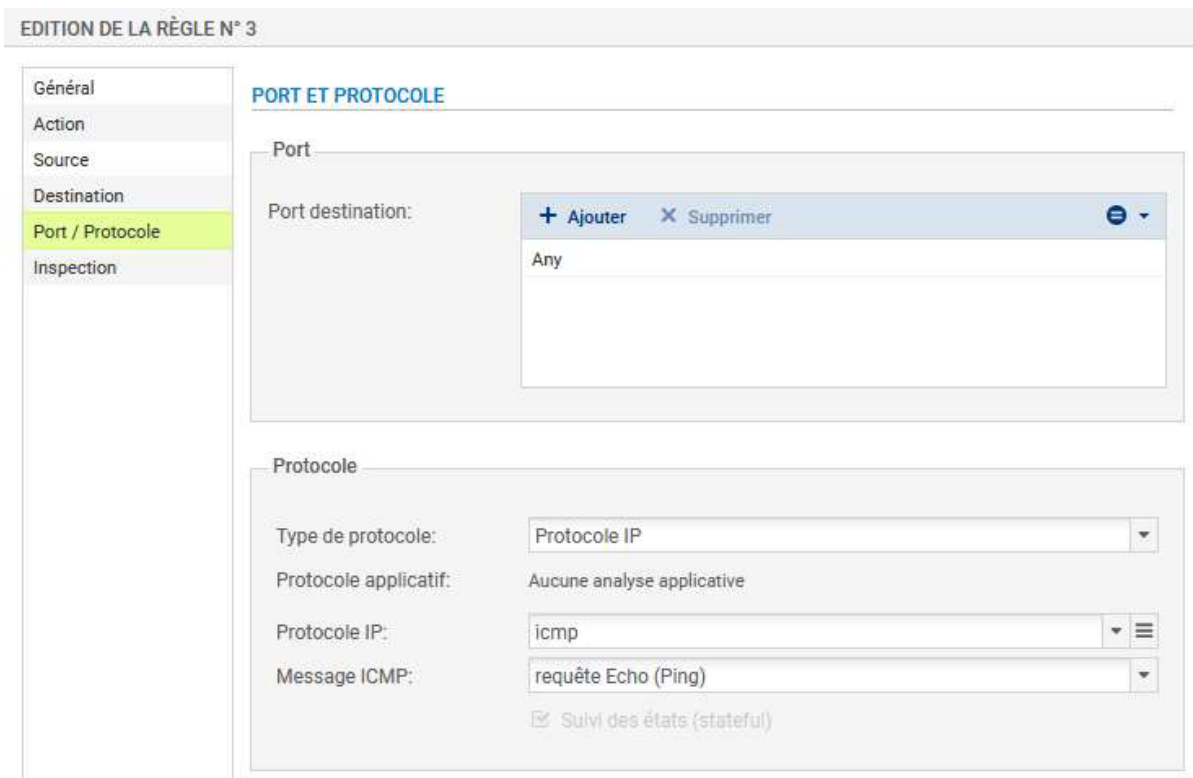 EDITION DE LA RÈGLE N° 3
Général
Action
Source
Destination
Port / Protocole
Inspection
PORT ET PROTOCOLE
Port
Port destination:
+ Ajouter
Supprimer
Any
Protocole
Type de protocole:
Protocole IP
Protocole applicatif:
Aucune analyse applicative
Protocole IP:
icmp
Message ICMP:
requête Echo (Ping)
Suivi des états (stateful)